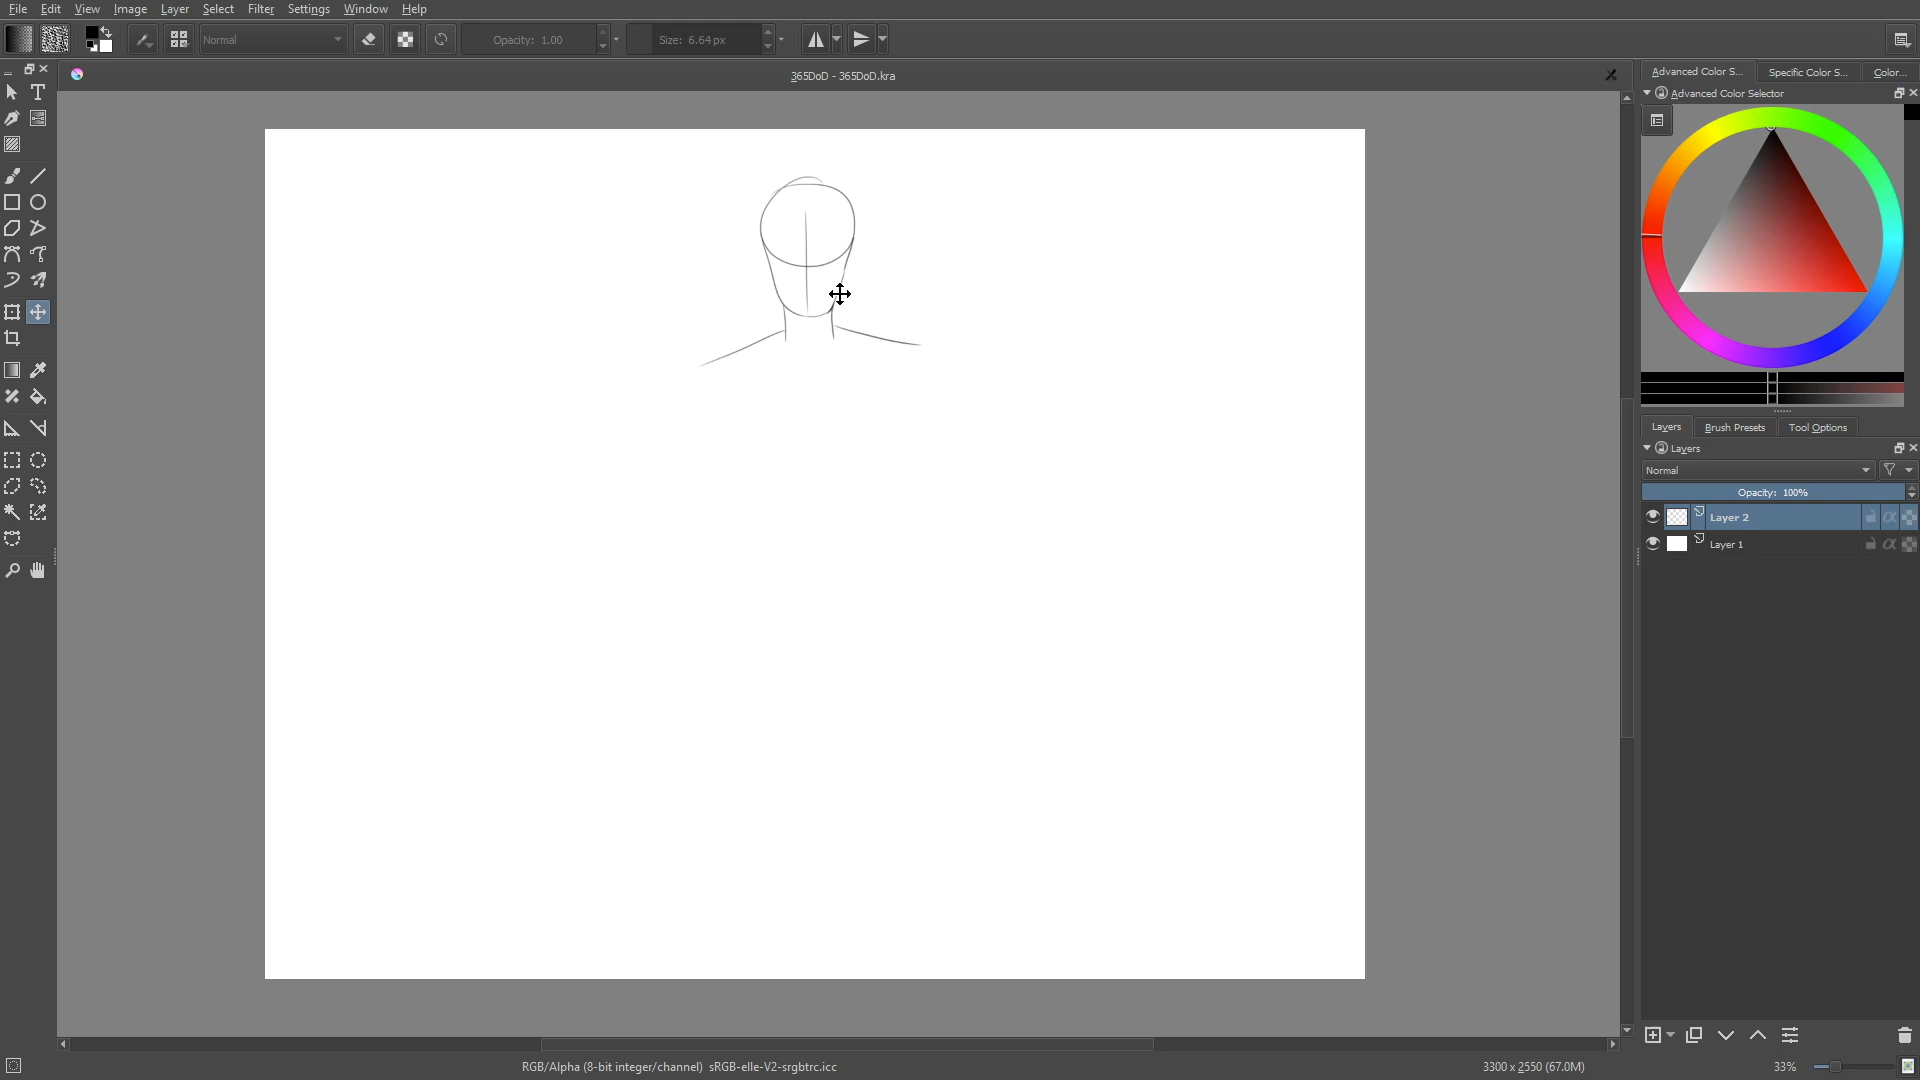 File Edit View Image Layer Select Filter Settings Window Help
Normal Opacity: 1.00 Size: 6.64 px
...
365DoD - 365DoD.kra
Advanced Color S... Specific Color S... Color...
Advanced Color Selector
Layers Brush Presets Tool Options
Layers
Normal
Opacity: 100%
Layer 2
Layer 1
RGB/Alpha (8-bit integer/channel) sRGB-elle-V2-srgbtrc.icc 3300 x 2550 (67.0M) 33%